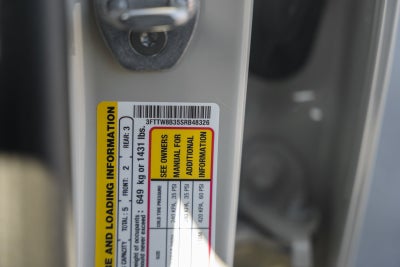 3FTTW8B35SRB48326
TIRE AND LOADING INFORMATION
SEE OWNERS
MANUAL FOR
ADDITIONAL
INFORMATION
CAPACITY TOTAL: 5 FRONT: 2 REAR: 3
weight of occupants
should never exceed: 649 kg or 1431 lbs.
SIZE COLD TIRE PRESSURE
240 KPA, 35 PSI
KPA, 35 PSI
420 KPA, 60 PSI